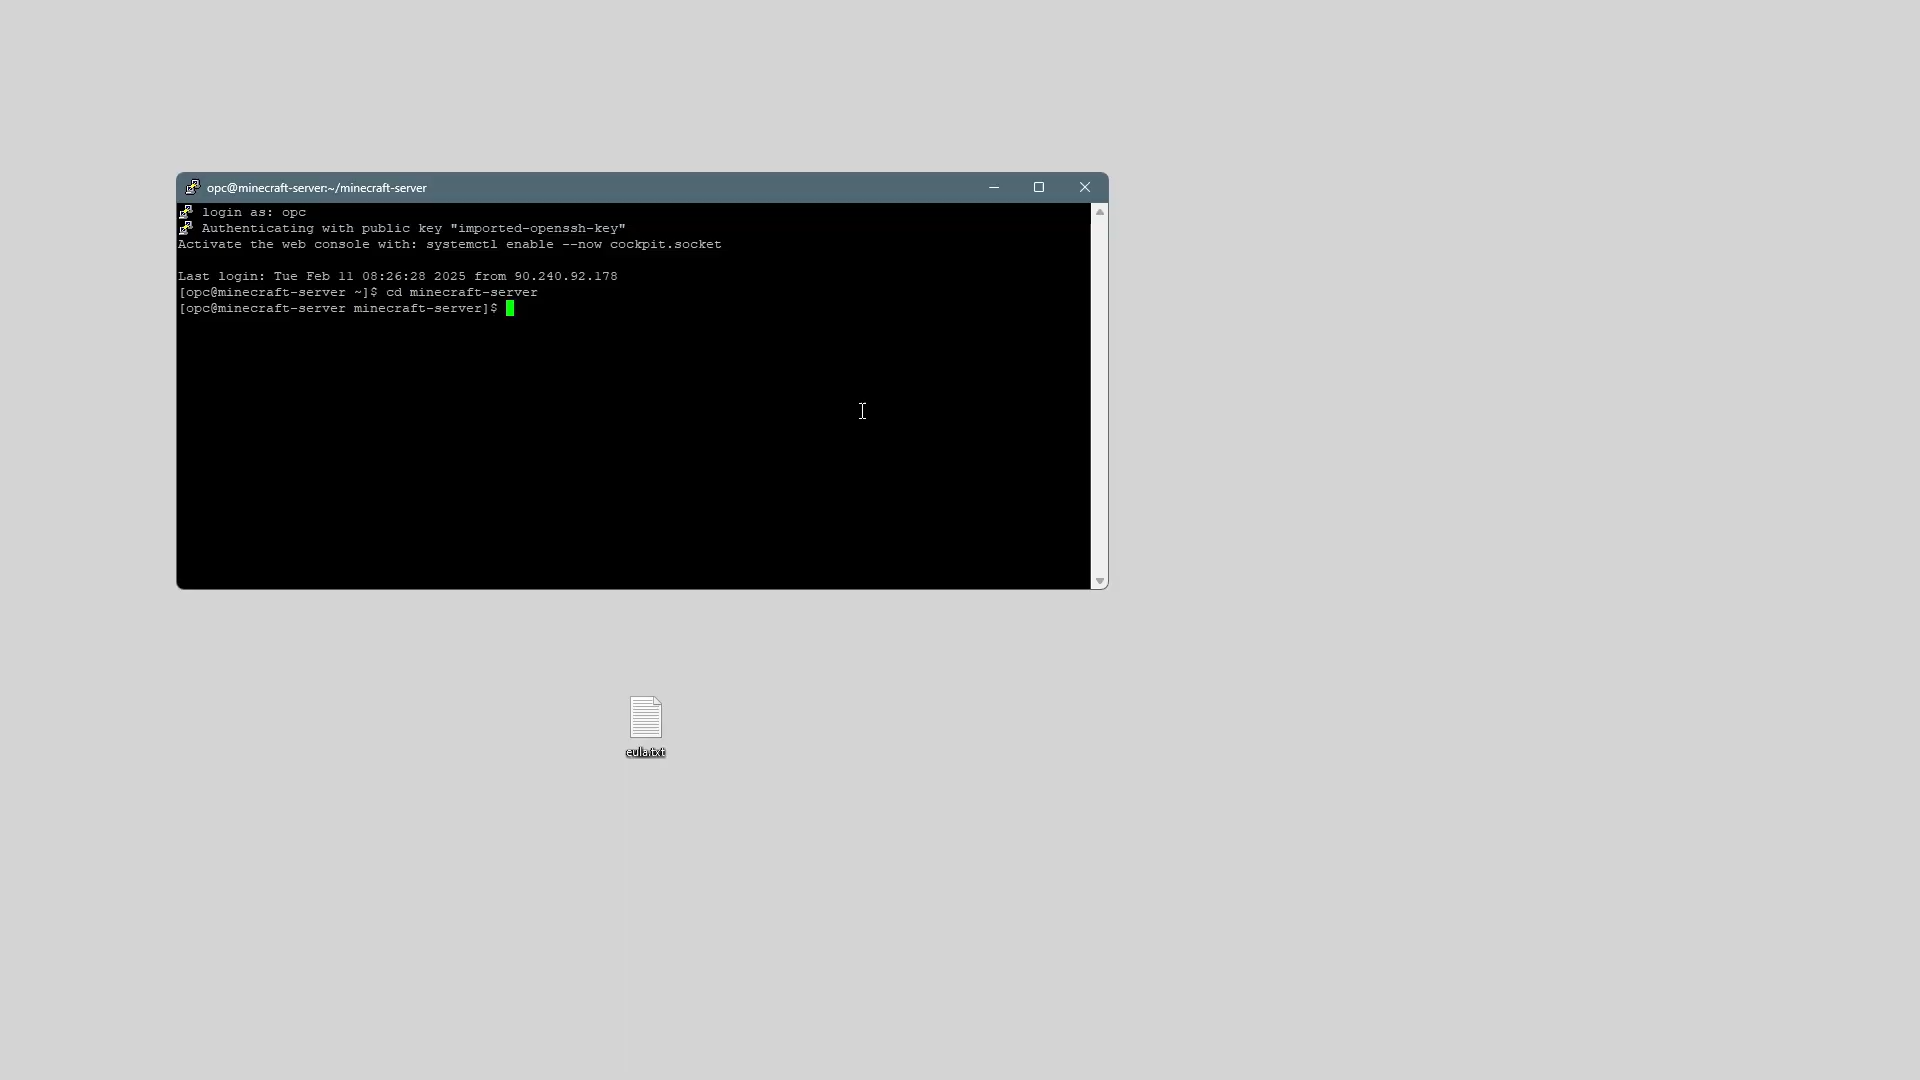 opc@minecraft-server:~/minecraft-server
login as: opc
Authenticating with public key "imported-openssh-key"
Activate the web console with: systemctl enable --now cockpit.socket
Last login: Tue Feb 11 08:26:28 2025 from 90.240.92.178
[opc@minecraft-server ~]$ cd minecraft-server
[opc@minecraft-server minecraft-server]$
eula.txt